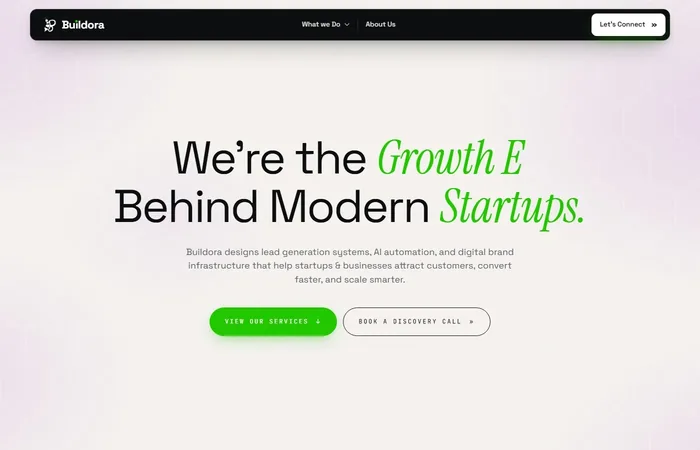 Buildora
What we Do
About Us
Let's Connect »
We're the Growth E
Behind Modern Startups.
Buildora designs lead generation systems, AI automation, and digital brand
infrastructure that help startups & businesses attract customers, convert
faster, and scale smarter.
VIEW OUR SERVICES ↓
BOOK A DISCOVERY CALL »